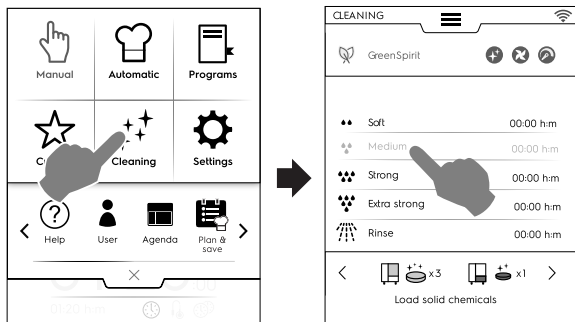 Manual
Automatic
Programs
Cleaning
Settings
Help
User
Agenda
Plan &
save
01:20 h:m
CLEANING
GreenSpirit
Soft 00:00 h:m
Medium 00:00 h:m
Strong 00:00 h:m
Extra strong 00:00 h:m
Rinse 00:00 h:m
x3
x1
Load solid chemicals